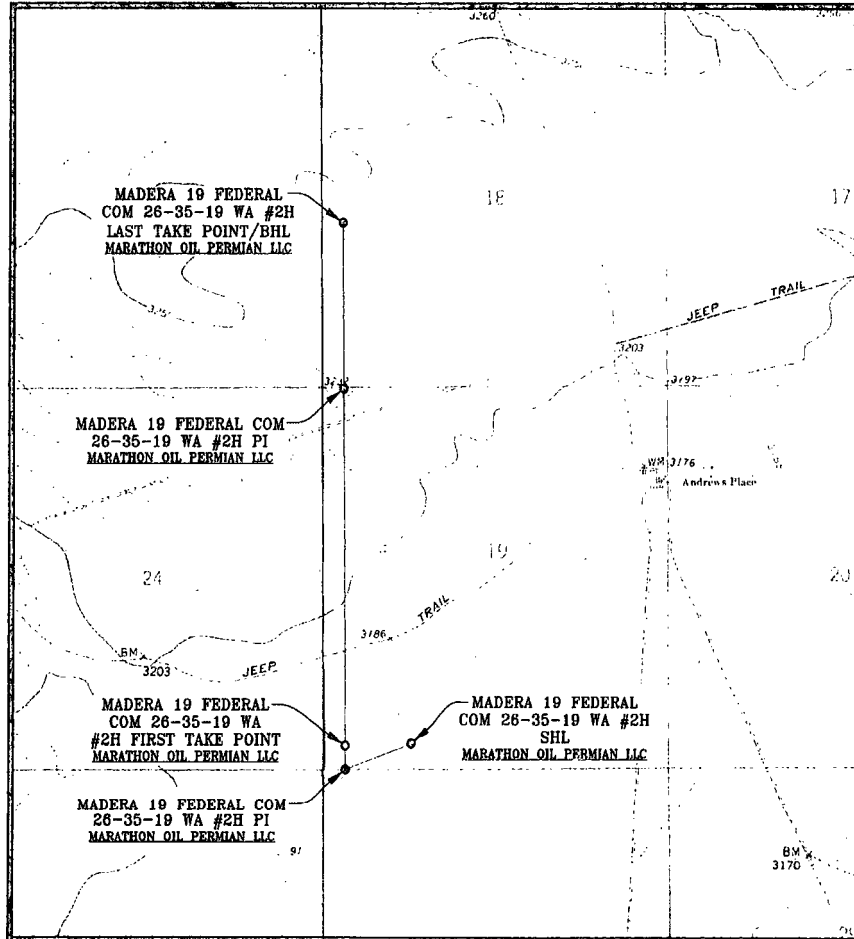 3260
18
17
MADERA 19 FEDERAL
COM 26-35-19 WA #2H
LAST TAKE POINT/BHL
MARATHON OIL PERMIAN LLC
JEEP TRAIL
3203
3197
MADERA 19 FEDERAL COM
26-35-19 WA #2H PI
MARATHON OIL PERMIAN LLC
WM 3176
Andrews Place
24
19
20
3186
JEEP TRAIL
BM
3203
MADERA 19 FEDERAL
COM 26-35-19 WA
#2H FIRST TAKE POINT
MARATHON OIL PERMIAN LLC
MADERA 19 FEDERAL
COM 26-35-19 WA #2H
SHL
MARATHON OIL PERMIAN LLC
MADERA 19 FEDERAL COM
26-35-19 WA #2H PI
MARATHON OIL PERMIAN LLC
91
BM
3170